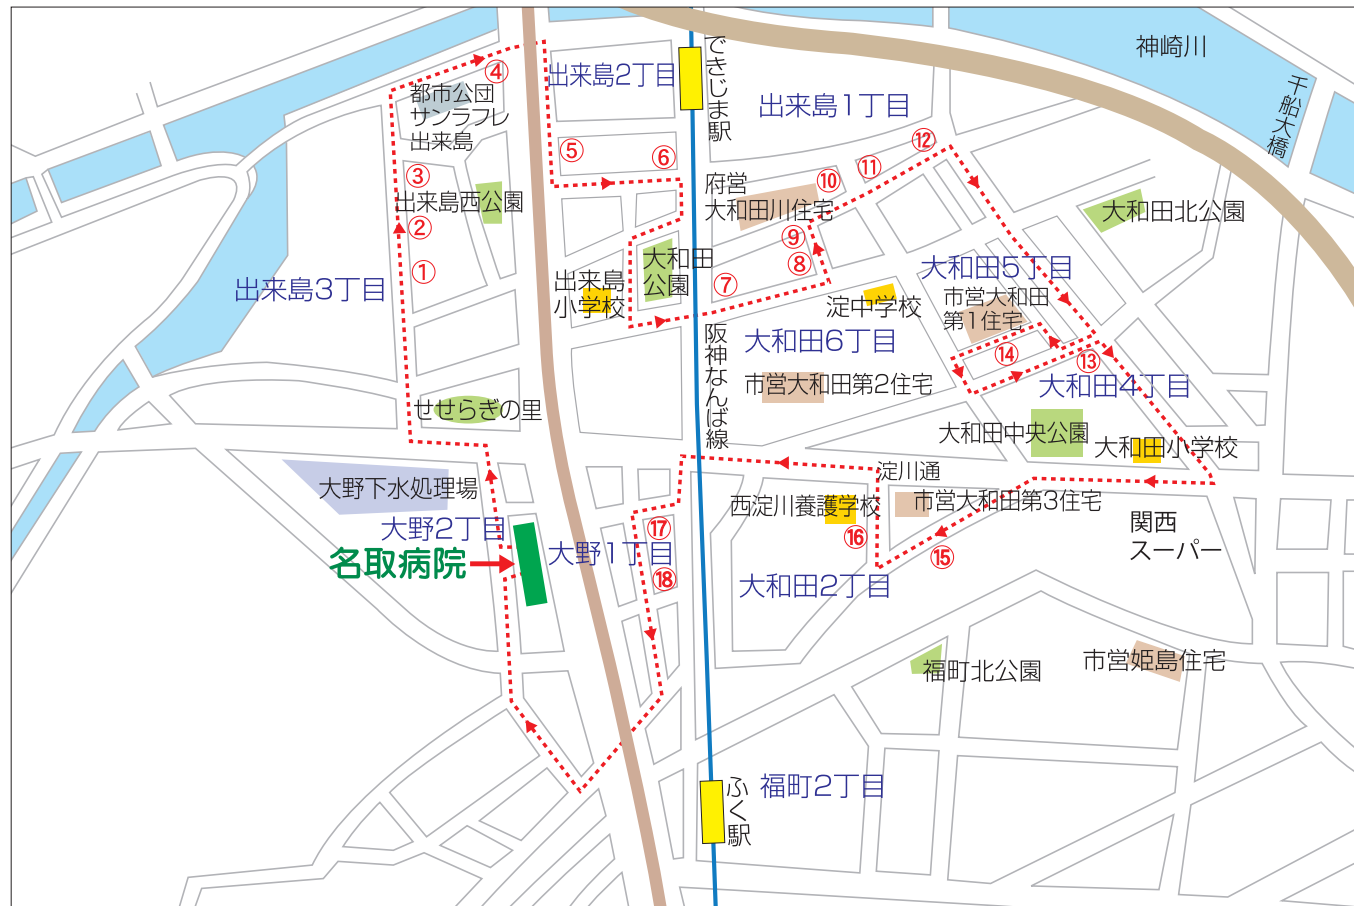 神崎川
千船大橋
④
出来島2丁目
できじま駅
出来島1丁目
都市公団
サンラフレ
出来島
⑤
⑥
⑫
⑪
⑩
③
出来島西公園
②
①
府営
大和田川住宅
⑨
⑧
大和田北公園
出来島3丁目
出来島
小学校
大和田
公園
⑦
淀中学校
大和田5丁目
市営大和田
第1住宅
阪神なんば線
大和田6丁目
⑭
⑬
市営大和田第2住宅
大和田4丁目
せせらぎの里
大和田中央公園
大和田小学校
大野下水処理場
淀川通
西淀川養護学校
市営大和田第3住宅
関西
スーパー
大野2丁目
名取病院
大野1丁目
⑰
⑱
⑯
⑮
大和田2丁目
福町北公園
市営姫島住宅
ふく駅
福町2丁目